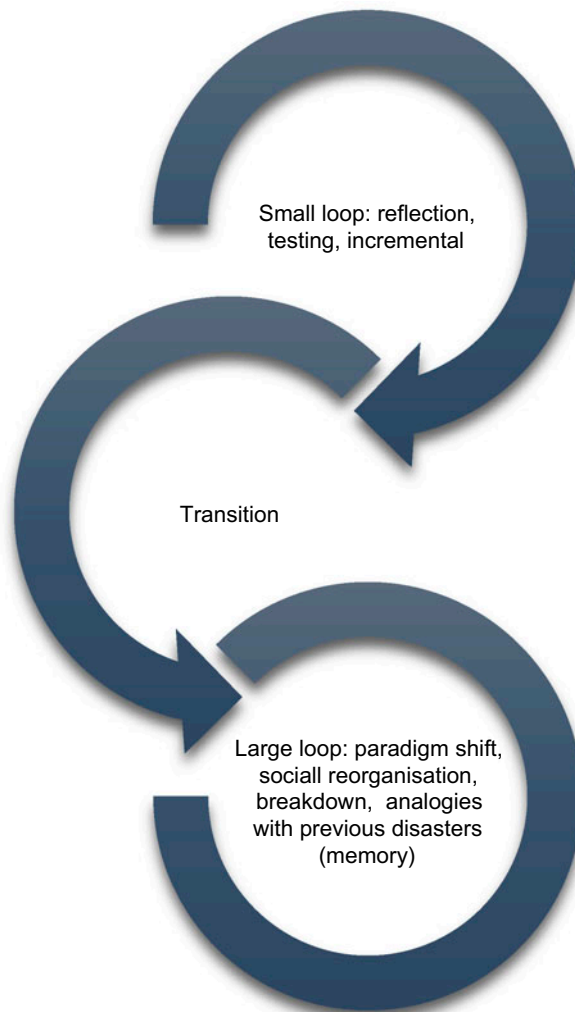 Small loop: reflection,
testing, incremental
Transition
Large loop: paradigm shift,
sociall reorganisation,
breakdown, analogies
with previous disasters
(memory)